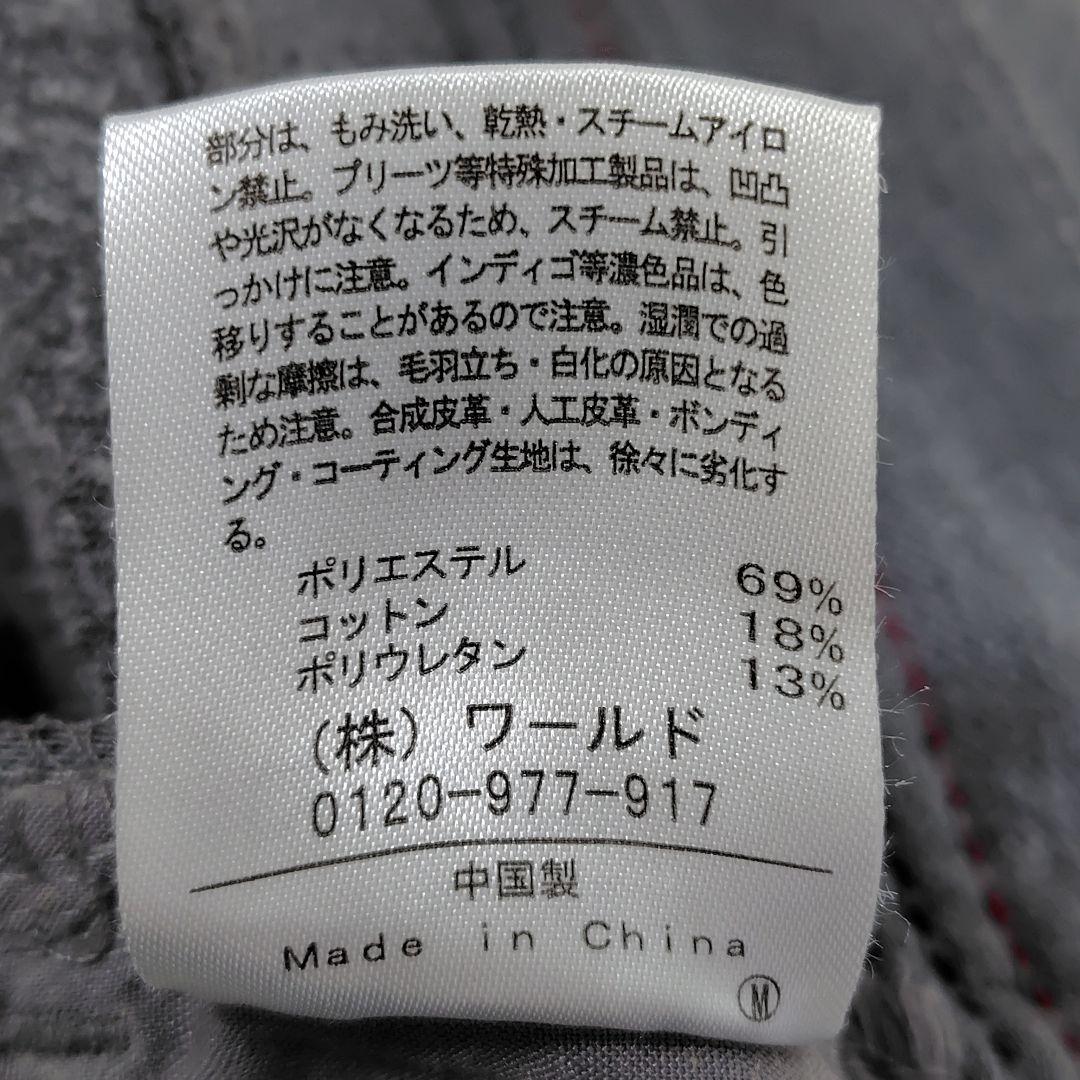 部分は、もみ洗い、乾熱・スチームアイロ
ン禁止。プリーツ等特殊加工製品は、凹凸
や光沢がなくなるため、スチーム禁止。引
っかけに注意。インディゴ等濃色品は、色
移りすることがあるので注意。湿潤での過
剰な摩擦は、毛羽立ち・白化の原因となる
ため注意。合成皮革・人工皮革・ボンディ
ング・コーティング生地は、徐々に劣化す
る。
ポリエステル 69%
コットン 18%
ポリウレタン 13%
(株) ワールド
0120-977-917
中国製
Made in China
Ⓜ